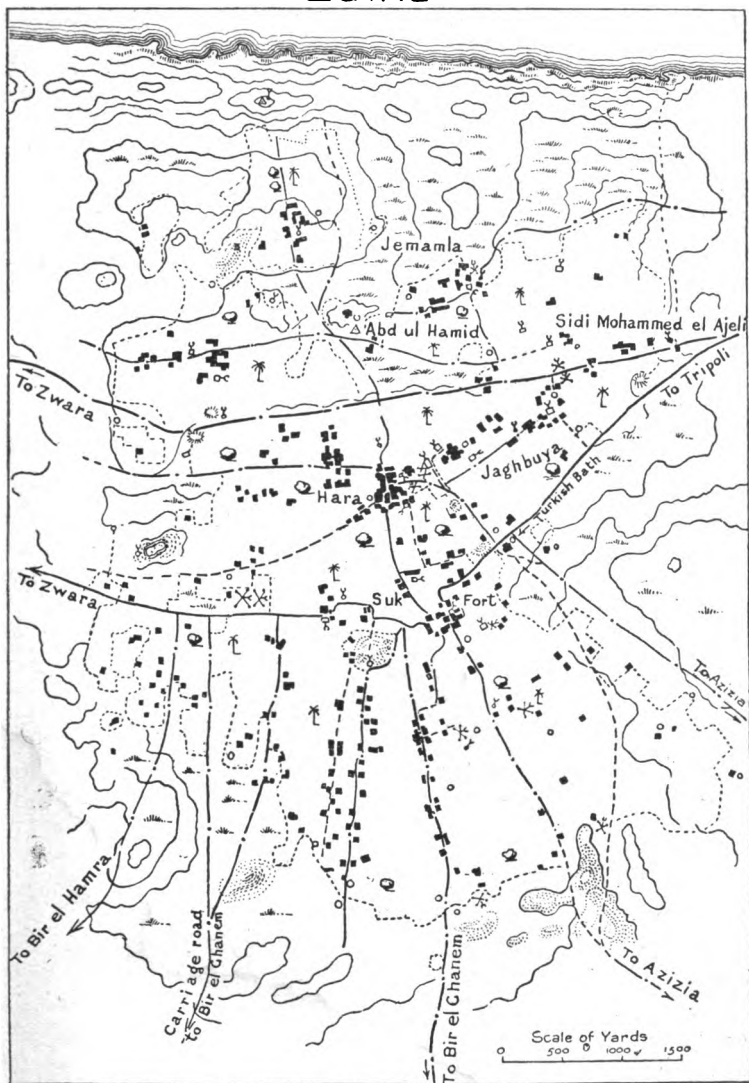 Jemamla
Abd ul Hamid
Sidi Mohammed el Ajeli
To Zwara
To Tripoli
Jaghbuya
Turkish Bath
Hara
To Zwara
Suk
Fort
To Azizia
To Bir el Hamra
Carriage road
to Bir el Ghanem
To Bir el Ghanem
To Azizia
Scale of Yards
0 500 1000 1500